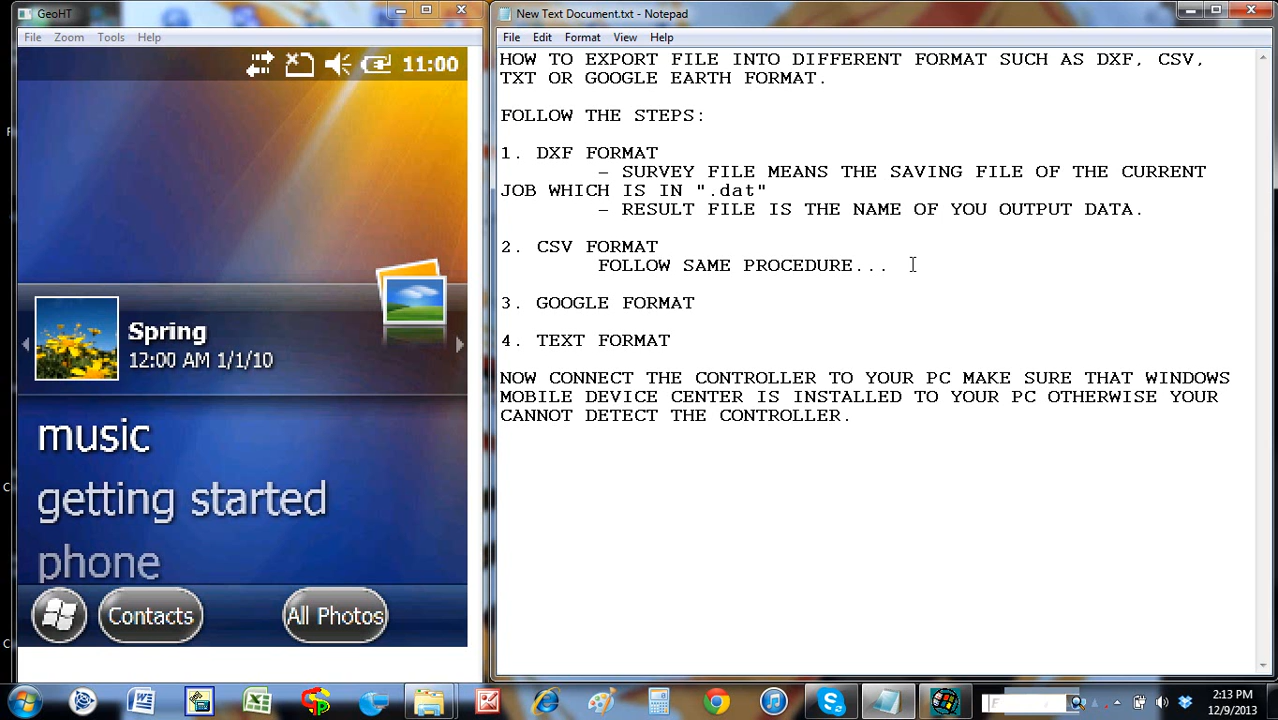 GeoHT
File Zoom Tools Help
11:00
Spring
12:00 AM 1/1/10
music
getting started
phone
Contacts
All Photos
New Text Document.txt - Notepad
File Edit Format View Help
HOW TO EXPORT FILE INTO DIFFERENT FORMAT SUCH AS DXF, CSV,
TXT OR GOOGLE EARTH FORMAT.
FOLLOW THE STEPS:
1. DXF FORMAT
– SURVEY FILE MEANS THE SAVING FILE OF THE CURRENT
JOB WHICH IS IN ".dat"
– RESULT FILE IS THE NAME OF YOU OUTPUT DATA.
2. CSV FORMAT
FOLLOW SAME PROCEDURE...
3. GOOGLE FORMAT
4. TEXT FORMAT
NOW CONNECT THE CONTROLLER TO YOUR PC MAKE SURE THAT WINDOWS
MOBILE DEVICE CENTER IS INSTALLED TO YOUR PC OTHERWISE YOUR
CANNOT DETECT THE CONTROLLER.
2:13 PM
12/9/2013